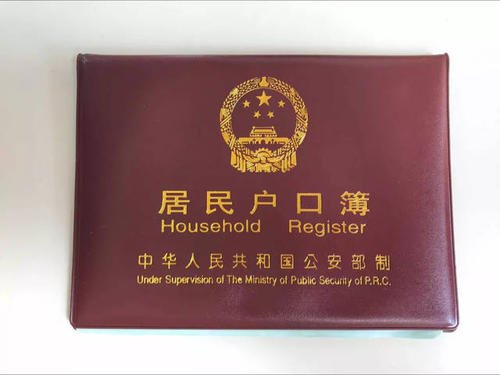 居民户口簿
Household Register
中华人民共和国公安部制
Under Supervision of The Ministry of Public Security of P.R.C.